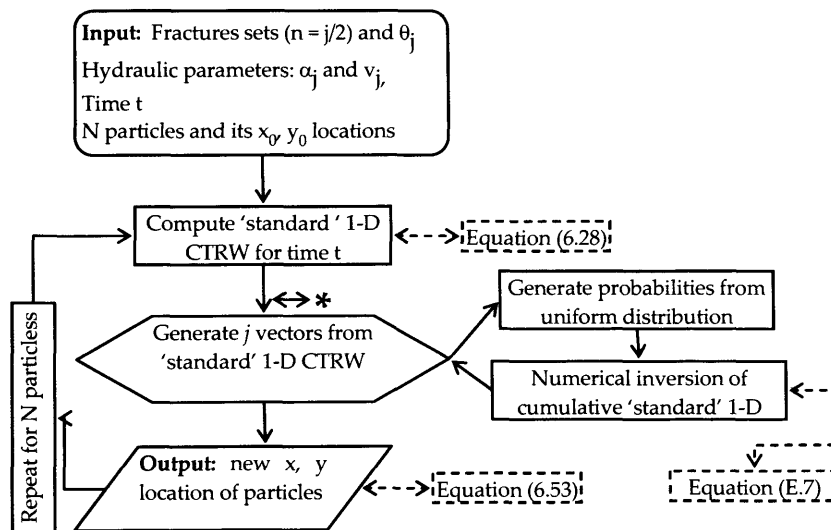 Input: Fractures sets (n = j/2) and θj
Hydraulic parameters: αj and vj,
Time t
N particles and its x0, y0 locations
Compute ‘standard ‘ 1-D
CTRW for time t
Equation (6.28)
*
Generate j vectors from
‘standard’ 1-D CTRW
Generate probabilities from
uniform distribution
Numerical inversion of
cumulative ‘standard’ 1-D
Repeat for N particless
Output: new x, y
location of particles
Equation (6.53)
Equation (E.7)